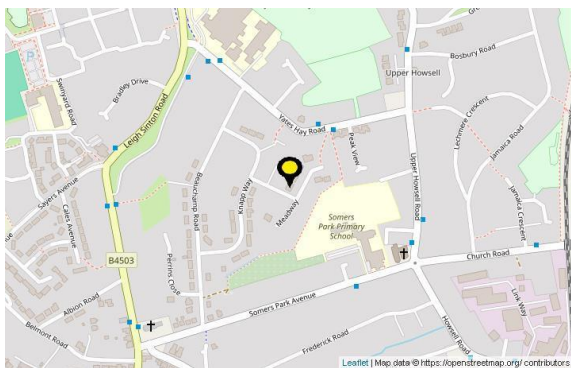 Bosbury Road
Bradley Drive
Upper Howsell
Swinyard Road
Leigh Sinton Road
Lechmere Crescent
Yates Hay Road
Jamaica Road
Peak View
Sayers Avenue
Knapp Way
Beauchamp Road
Upper Howsell Road
Jamaica Crescent
Cales Avenue
Meadway
Somers
Park Primary
School
B4503
Perrins Close
Church Road
Albion Road
Somers Park Avenue
Link Way
Belmont Road
Frederick Road
Howsell Road
Leaflet | Map data © https://openstreetmap.org/ contributors